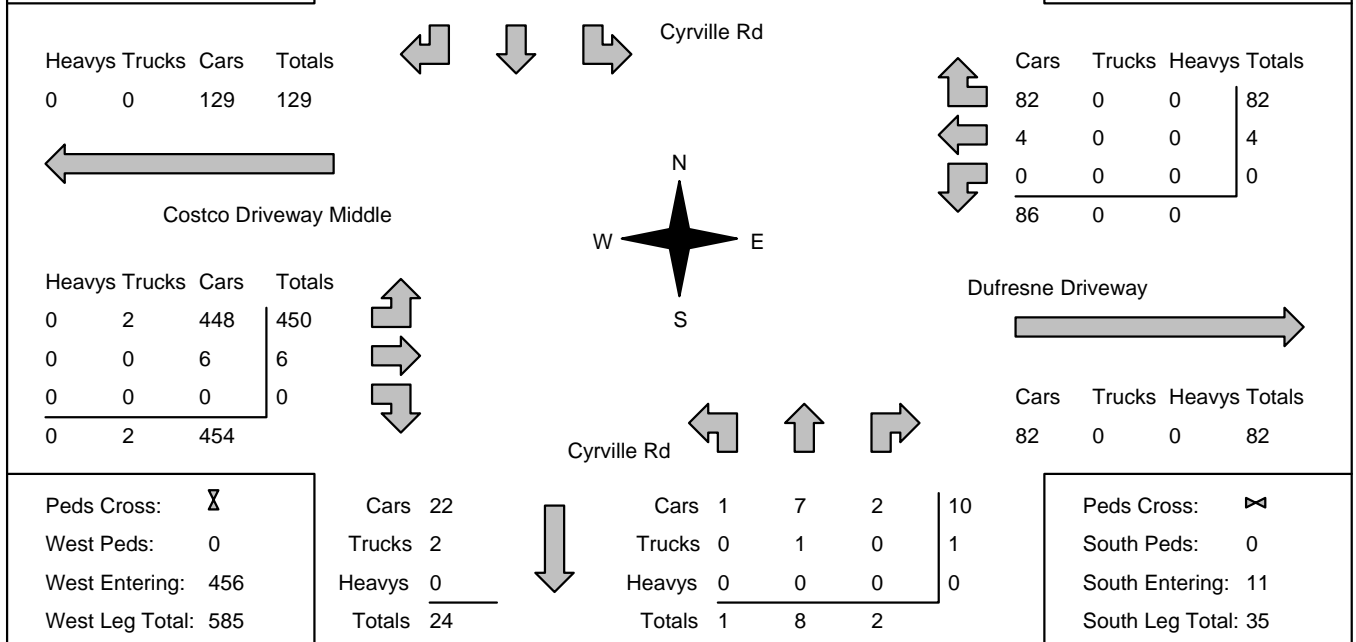 Cyrville Rd
Heavys Trucks Cars Totals
0 0 129 129
Cars Trucks Heavys Totals
82 0 0 82
4 0 0 4
0 0 0 0
86 0 0
N
W E
S
Costco Driveway Middle
Heavys Trucks Cars Totals
0 2 448 450
0 0 6 6
0 0 0 0
0 2 454
Dufresne Driveway
Cars Trucks Heavys Totals
82 0 0 82
Cyrville Rd
Peds Cross:
West Peds: 0
West Entering: 456
West Leg Total: 585
Cars 22
Trucks 2
Heavys 0
Totals 24
Cars 1 7 2 10
Trucks 0 1 0 1
Heavys 0 0 0 0
Totals 1 8 2
Peds Cross:
South Peds: 0
South Entering: 11
South Leg Total: 35